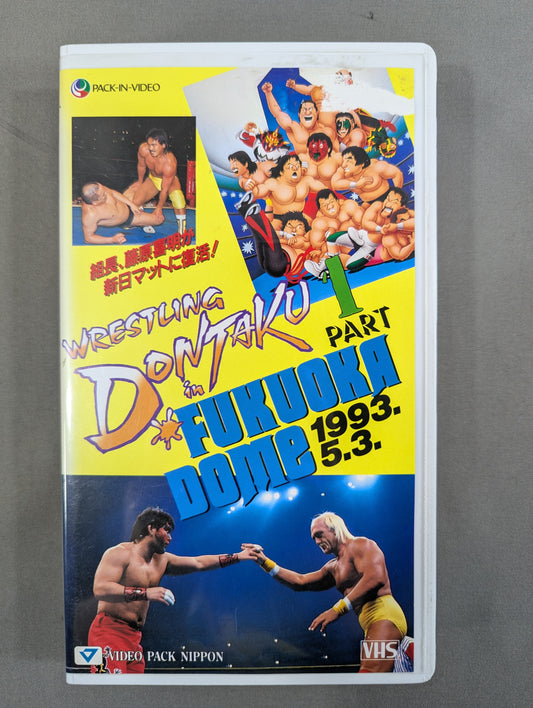 PACK-IN-VIDEO
組長、藤原喜明が
新日マットに復活!
WRESTLING
DONTAKU
in
FUKUOKA
DOME
1
PART
1993.
5.3.
VIDEO PACK NIPPON
VHS